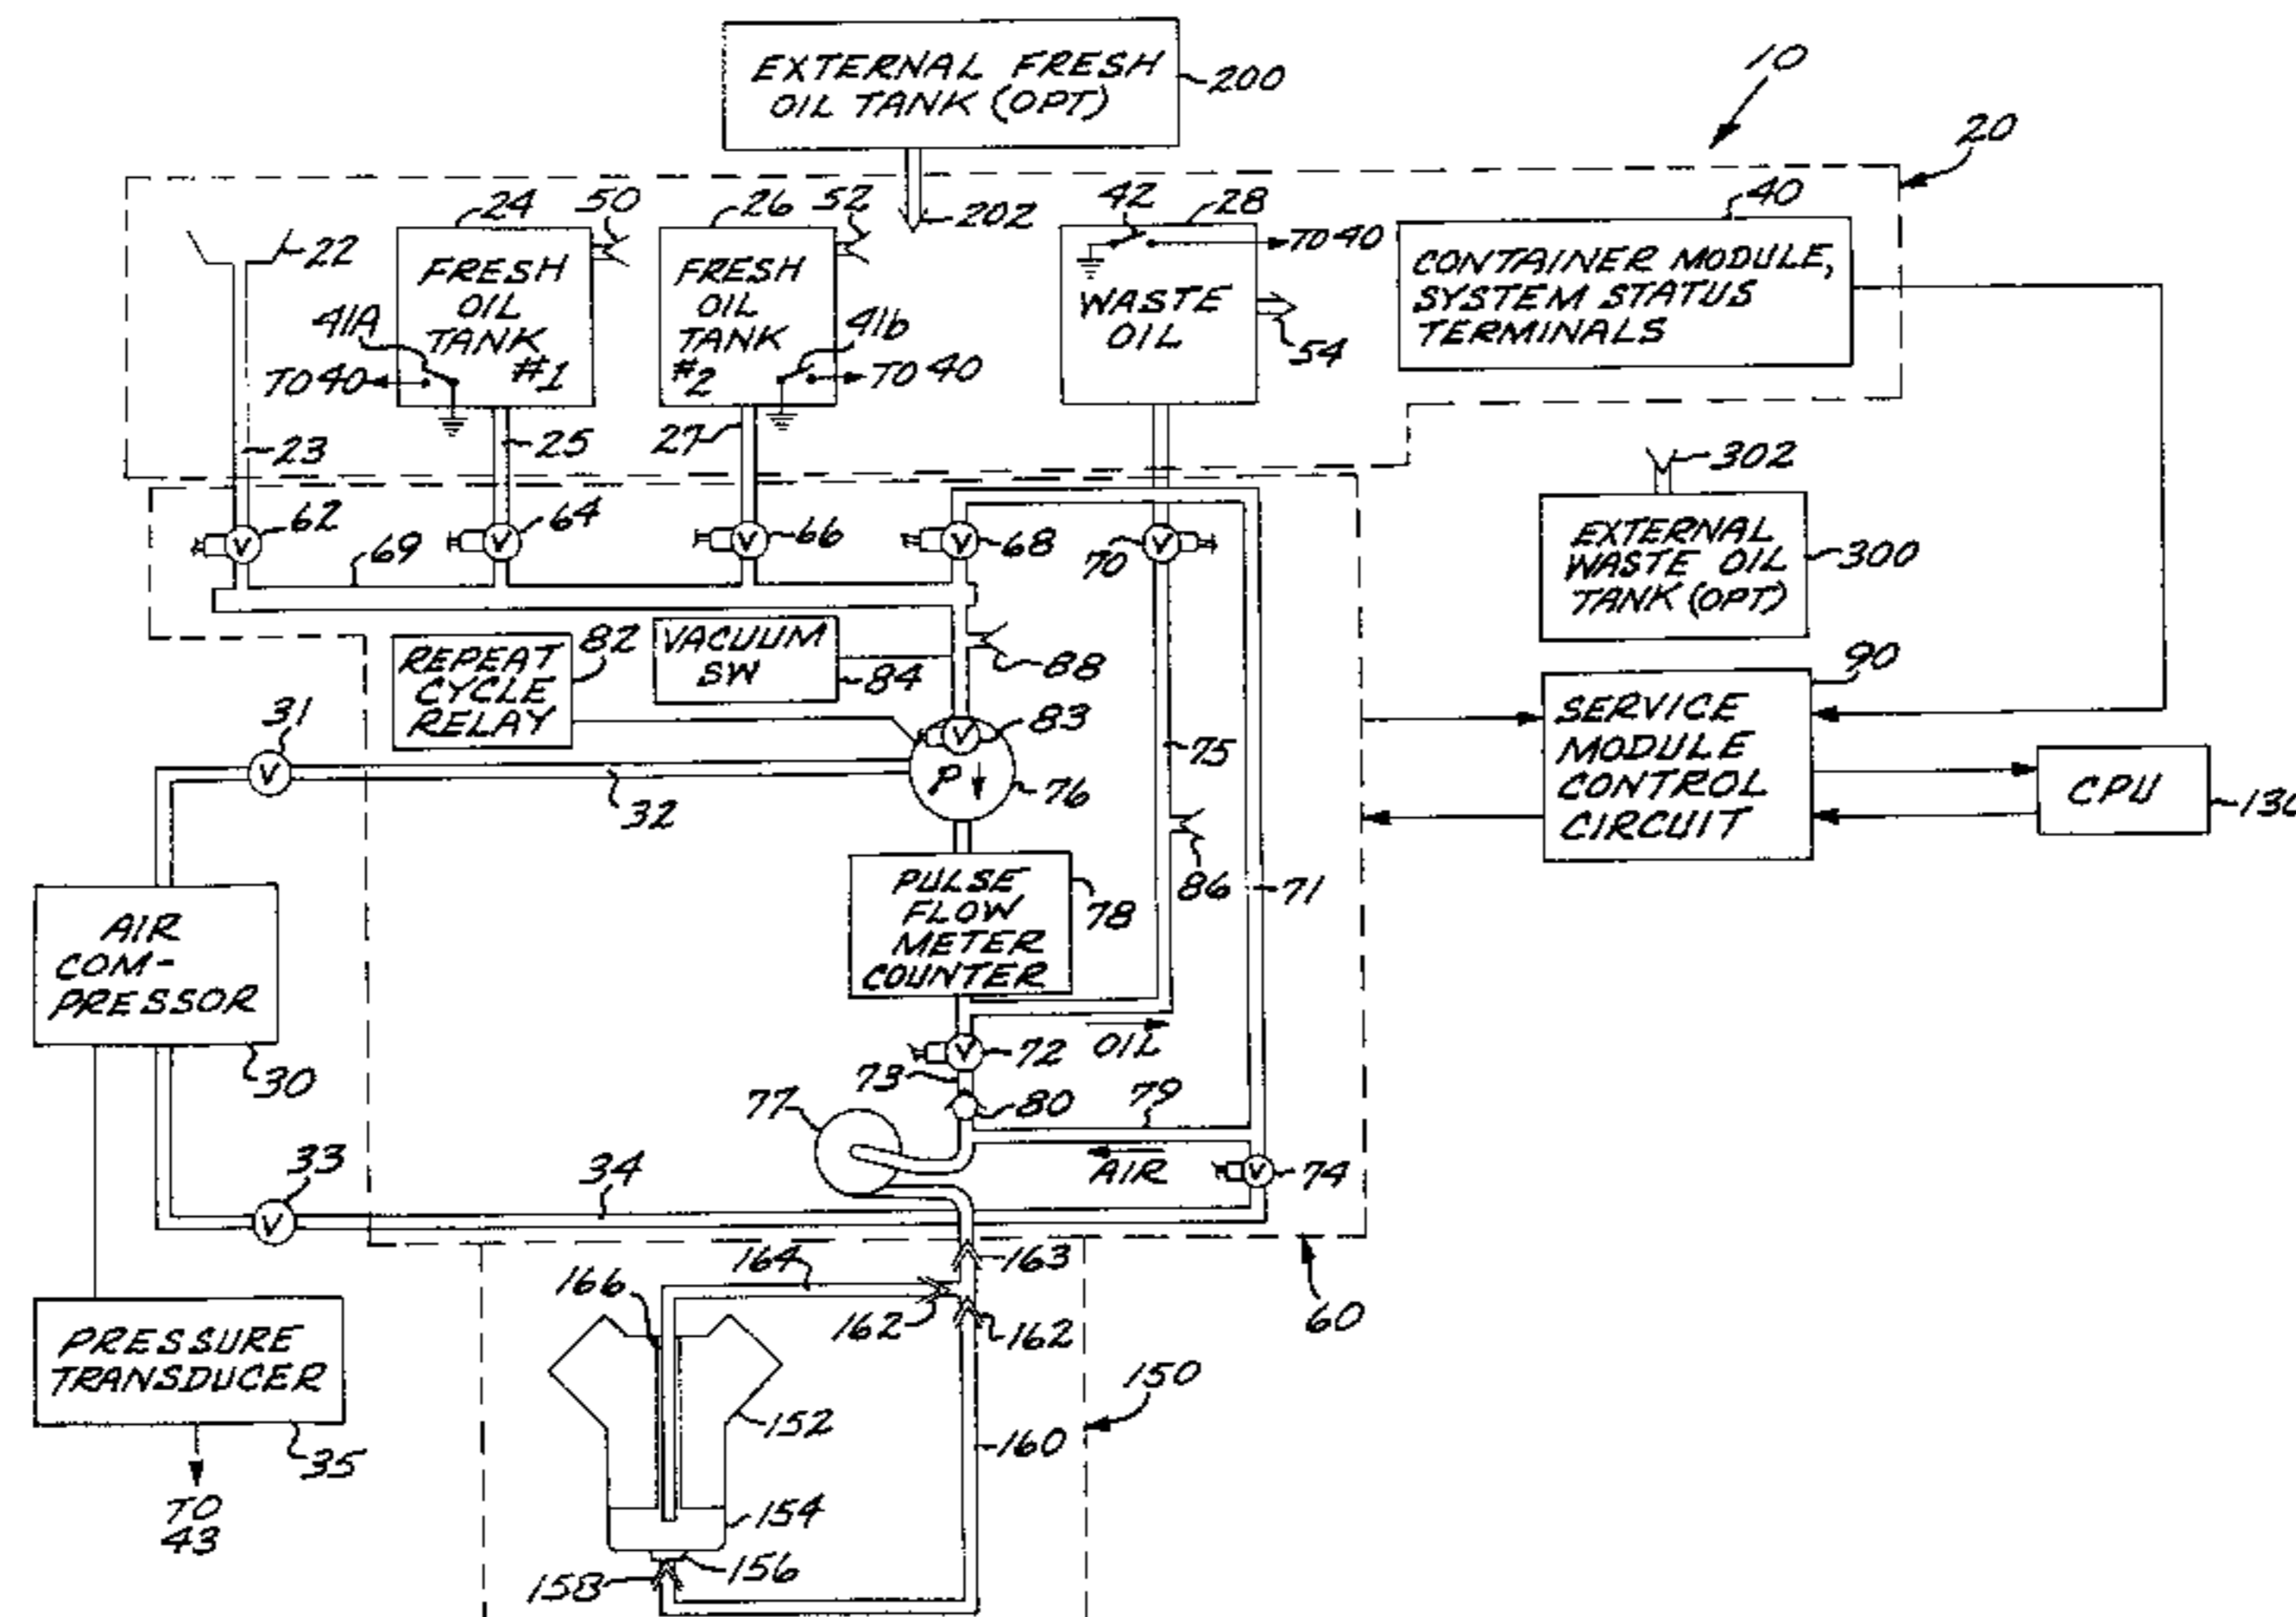 EXTERNAL FRESH
OIL TANK (OPT)
200
10
20
202
22
24
50
FRESH
OIL
TANK
#1
41A
TO 40
26
52
FRESH
OIL
TANK
#2
41b
TO 40
42
28
TO 40
WASTE
OIL
54
40
CONTAINER MODULE,
SYSTEM STATUS
TERMINALS
23
25
27
302
EXTERNAL
WASTE OIL
TANK (OPT)
300
V
62
V
64
V
66
V
68
70
V
69
REPEAT
CYCLE
RELAY
82
VACUUM
SW
84
88
31
V
32
V
83
P
76
75
86
71
90
SERVICE
MODULE
CONTROL
CIRCUIT
CPU
130
AIR
COM-
PRESSOR
30
PULSE
FLOW
METER
COUNTER
78
V
72
OIL
73
80
79
77
AIR
V
74
33
V
34
163
60
PRESSURE
TRANSDUCER
35
TO
43
166
164
162
162
150
152
160
154
156
158